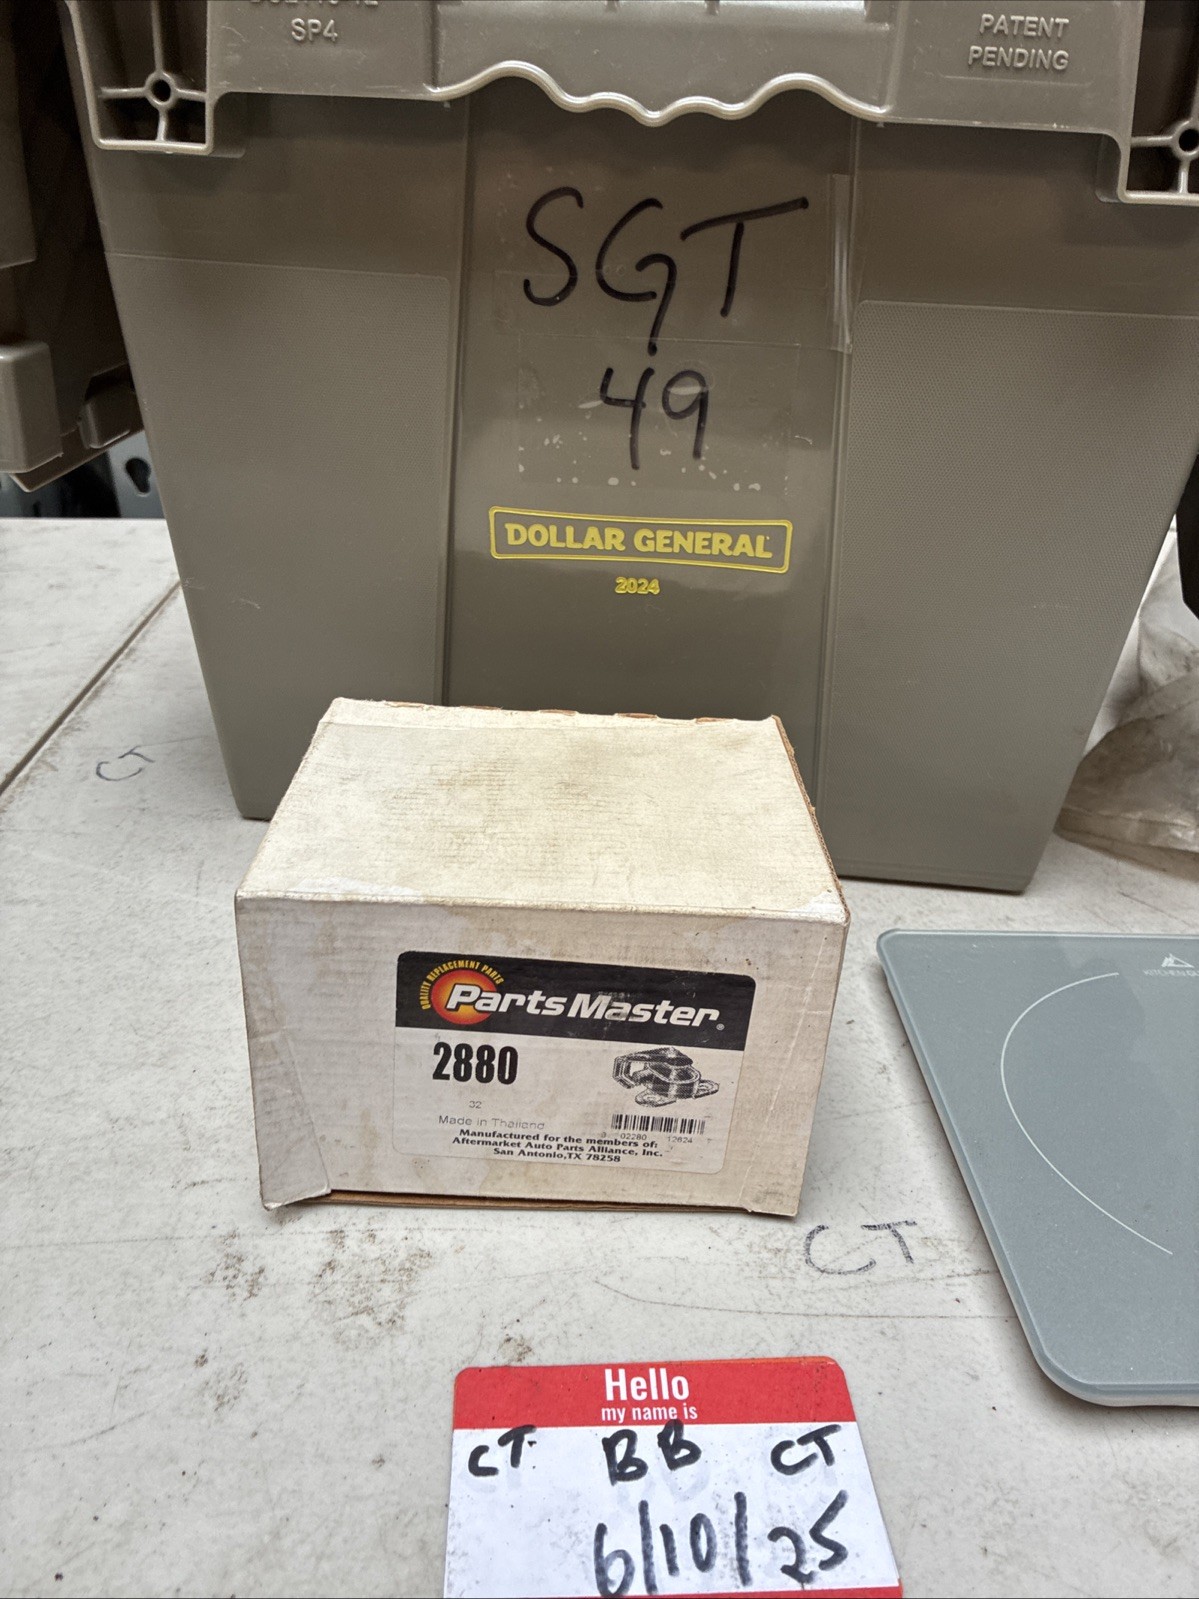 SP4
PATENT
PENDING
SGT
49
DOLLAR GENERAL
2024
CT
QUALITY REPLACEMENT PARTS
PartsMaster®
2880
32
Made in Thailand
02280 12624
Manufactured for the members of:
Aftermarket Auto Parts Alliance, Inc.
San Antonio,TX 78258
CT
Hello
my name is
CT BB CT
6/10/25